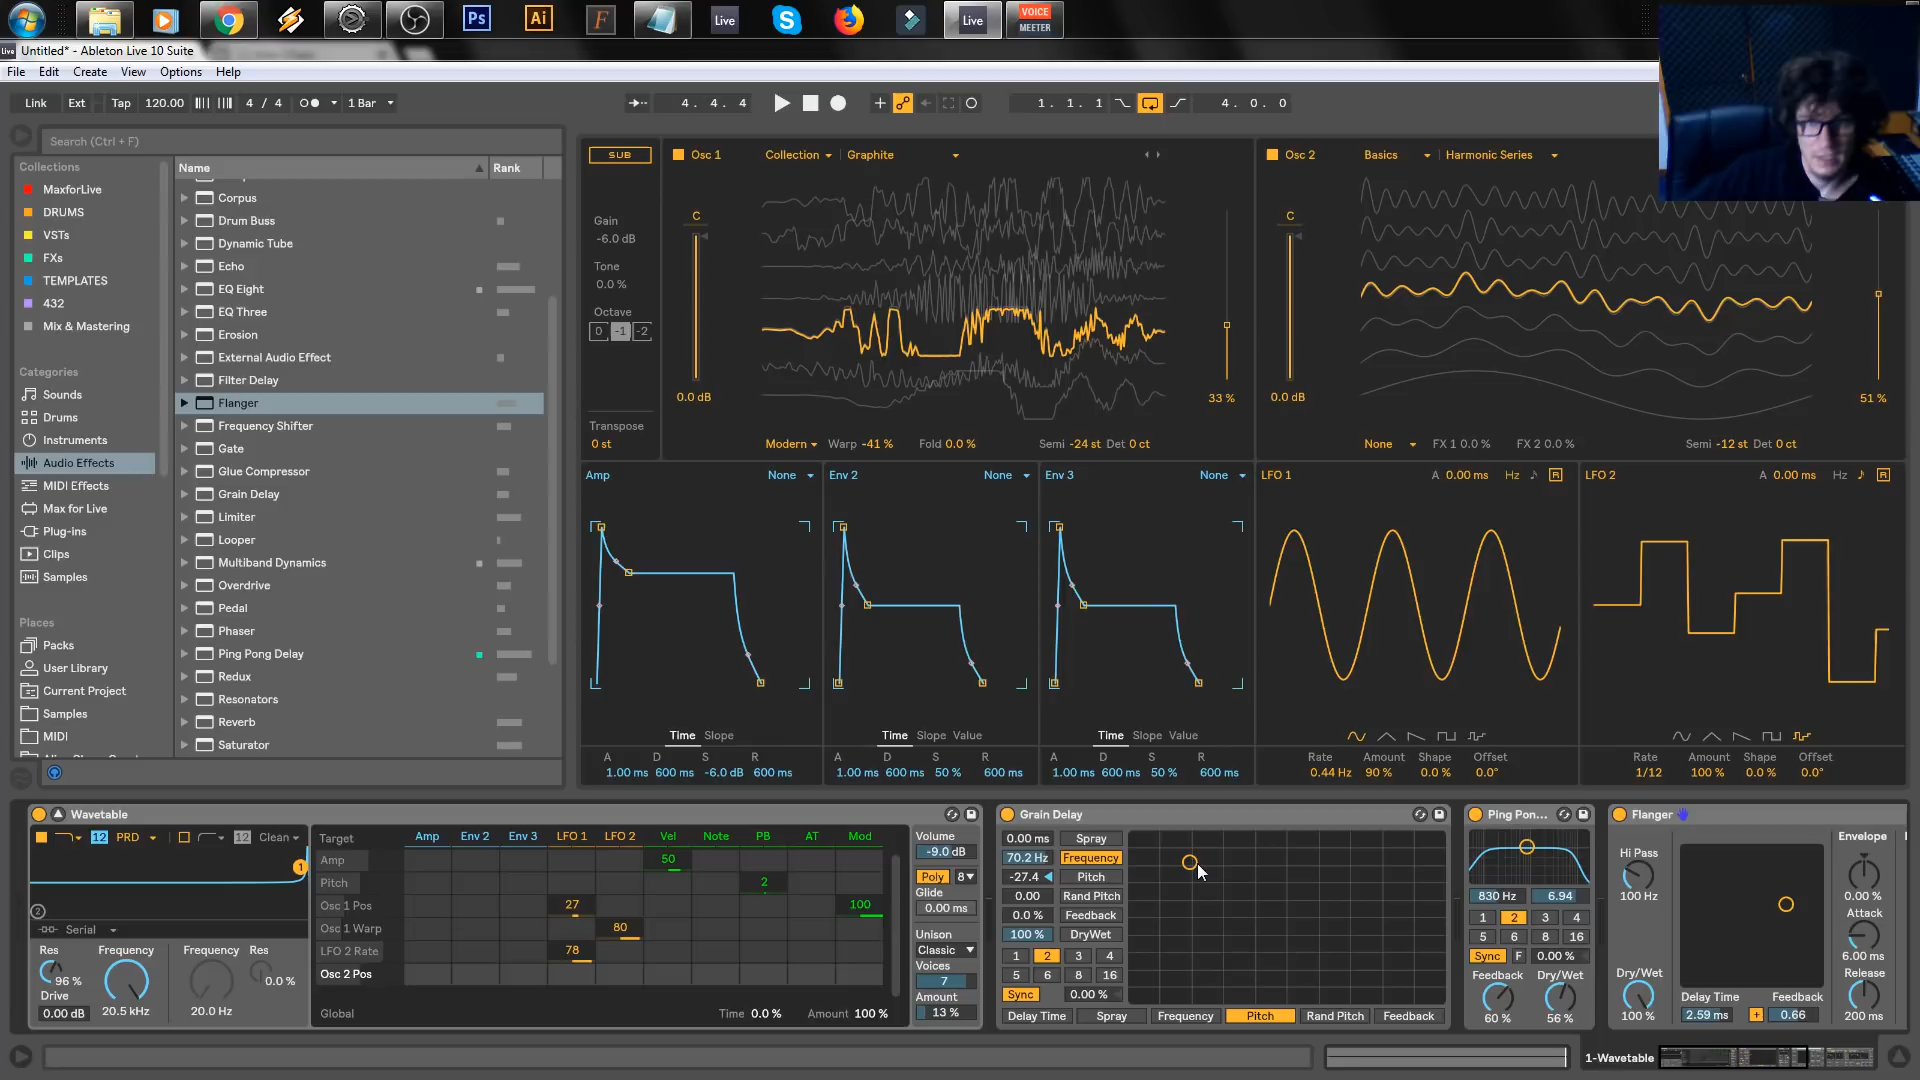 Ps
Ai
F
Live
Live
VOICE
MEETER
Live
Untitled* - Ableton Live 10 Suite
File Edit Create View Options Help
Link Ext Tap 120.00 4 / 4 1 Bar
4. 4. 4
1. 1. 1
4. 0. 0
Search (Ctrl + F)
Collections
MaxforLive
DRUMS
VSTs
FXs
TEMPLATES
432
Mix & Mastering
Categories
Sounds
Drums
Instruments
Audio Effects
MIDI Effects
Max for Live
Plug-ins
Clips
Samples
Places
Packs
User Library
Current Project
Samples
MIDI
Name Rank
Corpus
Drum Buss
Dynamic Tube
Echo
EQ Eight
EQ Three
Erosion
External Audio Effect
Filter Delay
Flanger
Frequency Shifter
Gate
Glue Compressor
Grain Delay
Limiter
Looper
Multiband Dynamics
Overdrive
Pedal
Phaser
Ping Pong Delay
Redux
Resonators
Reverb
Saturator
SUB
Gain
-6.0 dB
Tone
0.0 %
Octave
0 -1 -2
Transpose
0 st
Osc 1 Collection Graphite
C
0.0 dB
33 %
Modern Warp -41 % Fold 0.0 % Semi -24 st Det 0 ct
Osc 2 Basics Harmonic Series
C
0.0 dB
51 %
None FX 1 0.0 % FX 2 0.0 % Semi -12 st Det 0 ct
Amp None
Time Slope
A D S R
1.00 ms 600 ms -6.0 dB 600 ms
Env 2 None
Time Slope Value
A D S R
1.00 ms 600 ms 50 % 600 ms
Env 3 None
Time Slope Value
A D S R
1.00 ms 600 ms 50 % 600 ms
LFO 1 A 0.00 ms Hz R
Rate Amount Shape Offset
0.44 Hz 90 % 0.0 % 0.0°
LFO 2 A 0.00 ms Hz R
Rate Amount Shape Offset
1/12 100 % 0.0 % 0.0°
Wavetable
12 PRD 12 Clean
1
2
Serial
Res Frequency Frequency Res
96 % 0.0 %
Drive
0.00 dB 20.5 kHz 20.0 Hz
Target Amp Env 2 Env 3 LFO 1 LFO 2 Vel Note PB AT Mod
Amp 50
Pitch 2
Osc 1 Pos 27 100
Osc 1 Warp 80
LFO 2 Rate 78
Osc 2 Pos
Global Time 0.0 % Amount 100 %
Volume
-9.0 dB
Poly 8
Glide
0.00 ms
Unison
Classic
Voices
7
Amount
13 %
Grain Delay
0.00 ms Spray
70.2 Hz Frequency
-27.4 Pitch
0.00 Rand Pitch
0.0 % Feedback
100 % DryWet
1 2 3 4
5 6 8 16
Sync 0.00 %
Delay Time Spray Frequency Pitch Rand Pitch Feedback
Ping Pon...
830 Hz 6.94
1 2 3 4
5 6 8 16
Sync F 0.00 %
Feedback Dry/Wet
60 % 56 %
Flanger
Hi Pass
100 Hz
Dry/Wet
100 %
Delay Time Feedback
2.59 ms + 0.66
Envelope
0.00 %
Attack
6.00 ms
Release
200 ms
1-Wavetable